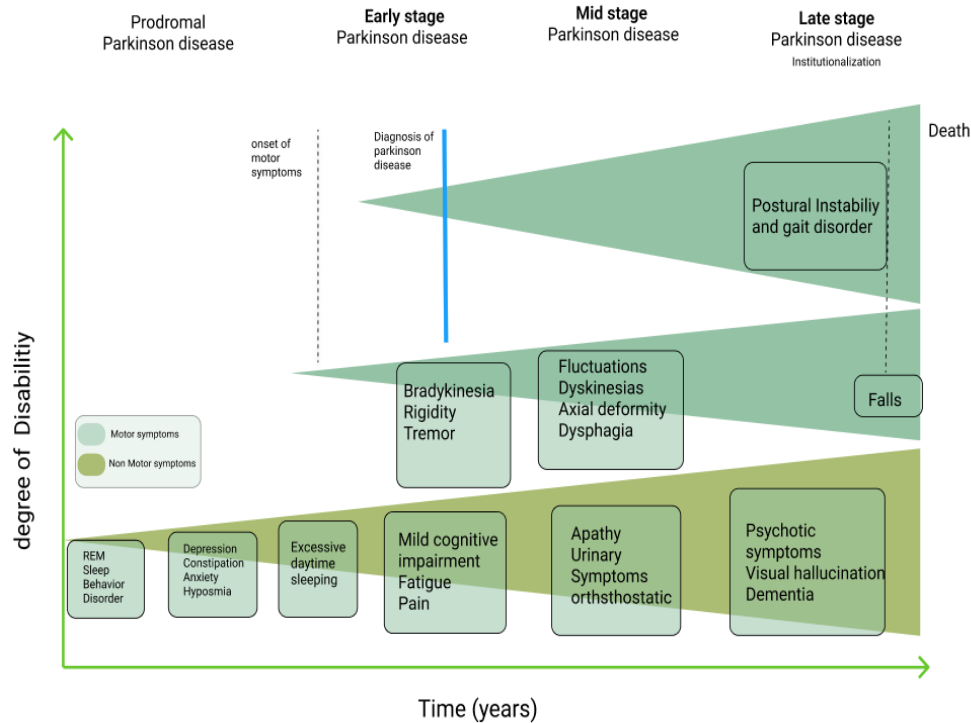 Prodromal
Parkinson disease
Early stage
Parkinson disease
Mid stage
Parkinson disease
Late stage
Parkinson disease
Institutionalization
onset of
motor
symptoms
Diagnosis of
parkinson
disease
Death
Postural Instabiliy
and gait disorder
degree of Disabilitiy
Bradykinesia
Rigidity
Tremor
Fluctuations
Dyskinesias
Axial deformity
Dysphagia
Falls
Motor symptoms
Non Motor symptoms
REM
Sleep
Behavior
Disorder
Depression
Constipation
Anxiety
Hyposmia
Excessive
daytime
sleeping
Mild cognitive
impairment
Fatigue
Pain
Apathy
Urinary
Symptoms
orthsthostatic
Psychotic
symptoms
Visual hallucination
Dementia
Time (years)